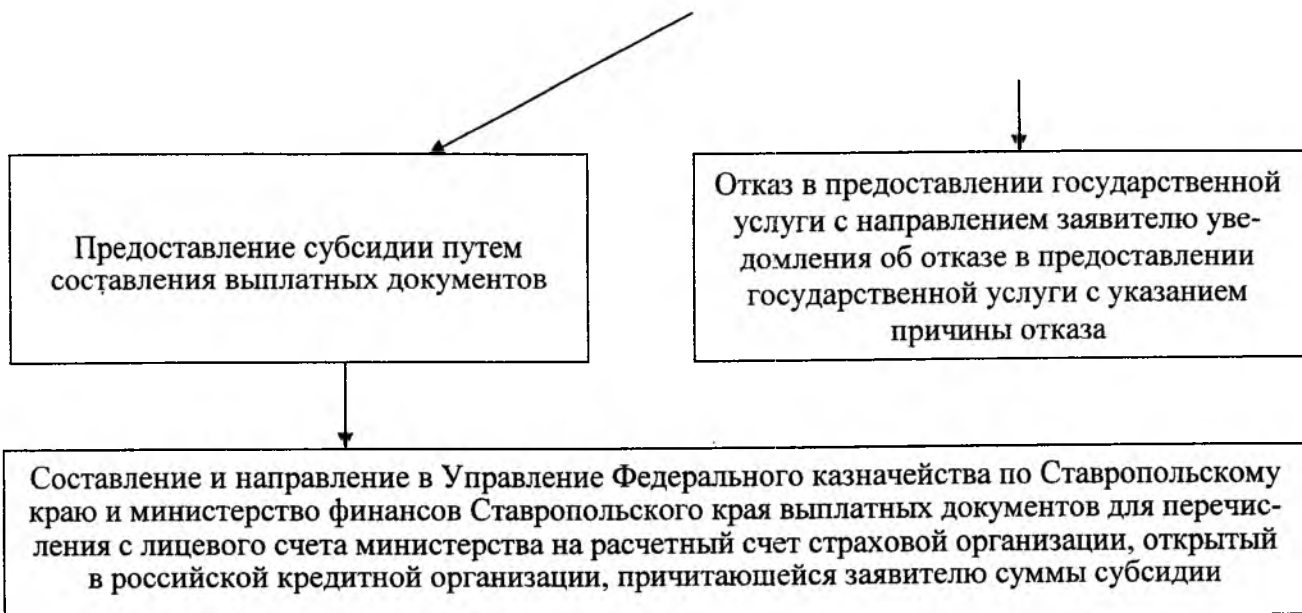 Предоставление субсидии путем
составления выплатных документов
Отказ в предоставлении государственной
услуги с направлением заявителю уве-
домления об отказе в предоставлении
государственной услуги с указанием
причины отказа
Составление и направление в Управление Федерального казначейства по Ставропольскому
краю и министерство финансов Ставропольского края выплатных документов для перечис-
ления с лицевого счета министерства на расчетный счет страховой организации, открытый
в российской кредитной организации, причитающейся заявителю суммы субсидии